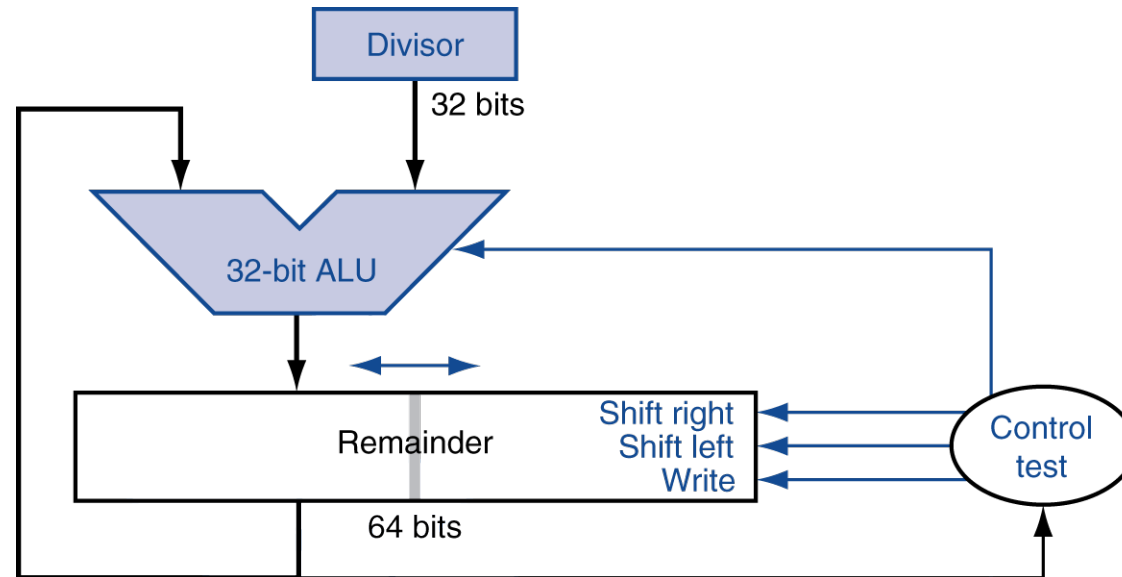 Divisor
32 bits
32-bit ALU
Remainder
Shift right
Shift left
Write
Control
test
64 bits